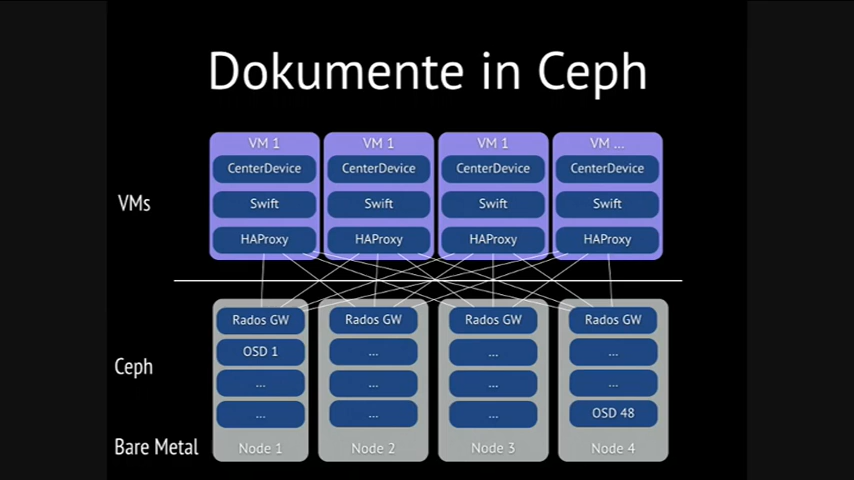 Dokumente in Ceph
VM 1 VM 1 VM 1 VM ...
CenterDevice CenterDevice CenterDevice CenterDevice
VMs
Swift Swift Swift Swift
HAProxy HAProxy HAProxy HAProxy
Rados GW Rados GW Rados GW Rados GW
OSD 1 ... ... ...
Ceph
... ... ... ...
... ... ... OSD 48
Bare Metal Node 1 Node 2 Node 3 Node 4